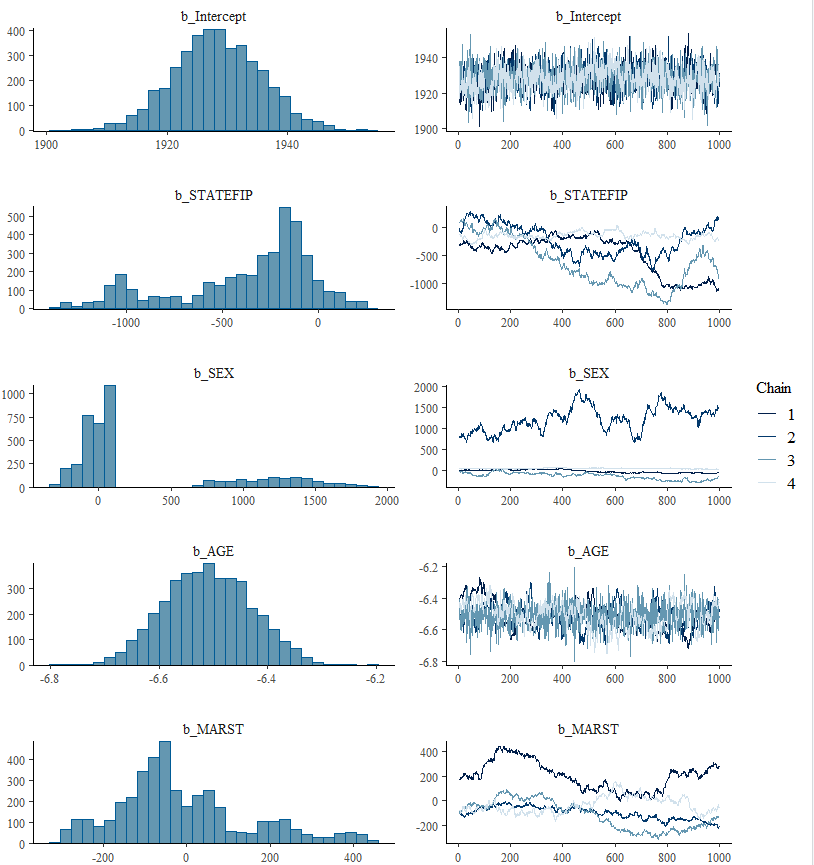 b_Intercept
400
300
200
100
0
1900 1920 1940
b_Intercept
1940
1920
1900
0 200 400 600 800 1000
b_STATEFIP
500
400
300
200
100
0
-1000 -500 0
b_STATEFIP
0
-500
-1000
0 200 400 600 800 1000
b_SEX
1000
750
500
250
0
0 500 1000 1500 2000
b_SEX
2000
1500
1000
500
0
0 200 400 600 800 1000
Chain
1
2
3
4
b_AGE
300
200
100
0
-6.8 -6.6 -6.4 -6.2
b_AGE
-6.2
-6.4
-6.6
-6.8
0 200 400 600 800 1000
b_MARST
400
300
200
100
0
-200 0 200 400
b_MARST
400
200
0
-200
0 200 400 600 800 1000